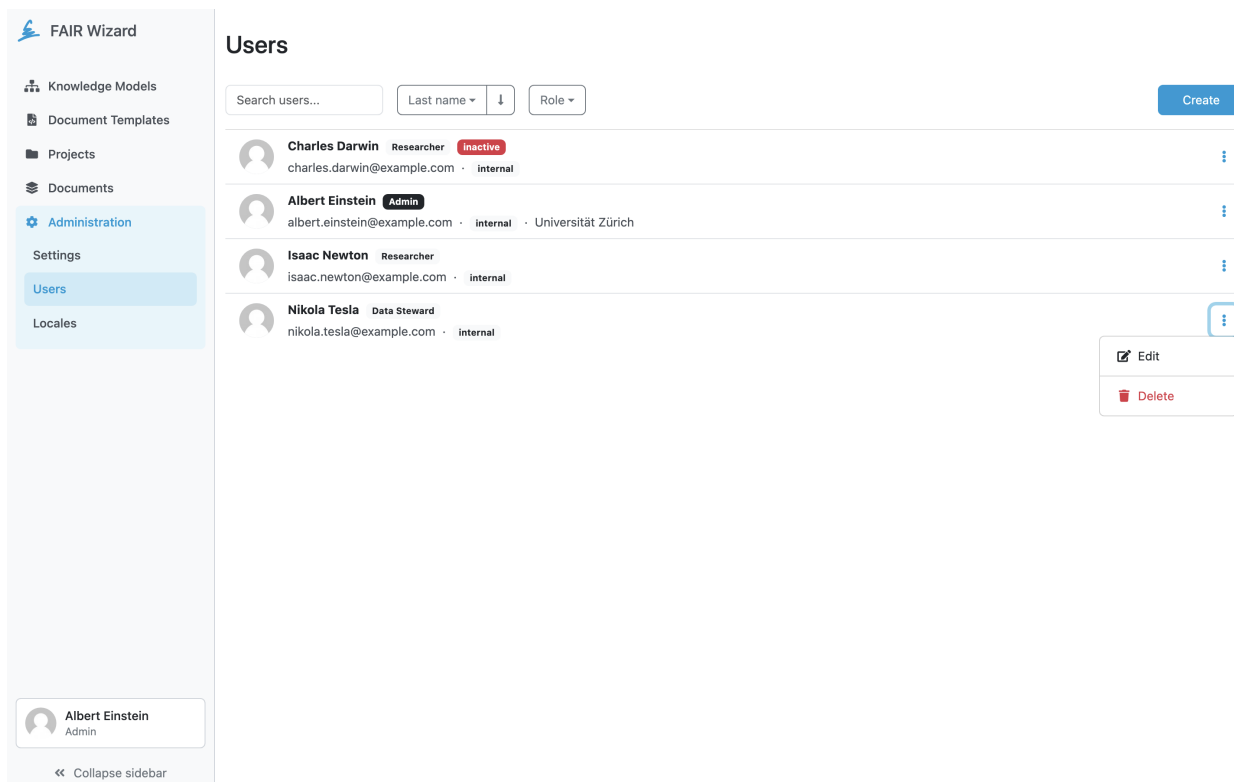 FAIR Wizard
Knowledge Models
Document Templates
Projects
Documents
Administration
Settings
Users
Locales
Albert Einstein
Admin
Collapse sidebar
Users
Search users...
Last name
Role
Create
Charles Darwin Researcher inactive
charles.darwin@example.com · internal
Albert Einstein Admin
albert.einstein@example.com · internal · Universität Zürich
Isaac Newton Researcher
isaac.newton@example.com · internal
Nikola Tesla Data Steward
nikola.tesla@example.com · internal
Edit
Delete